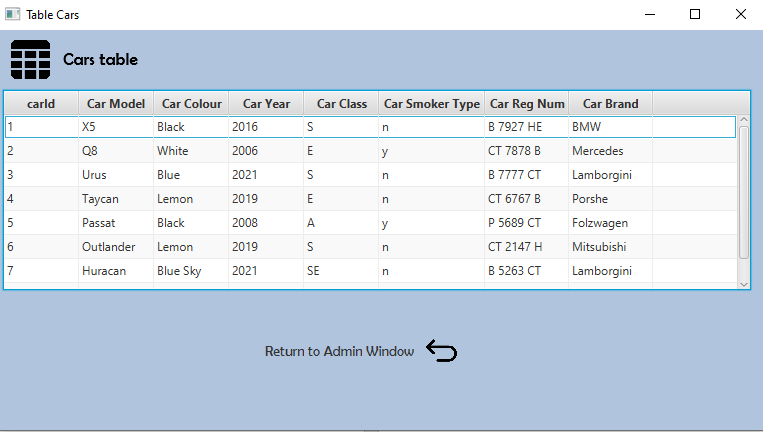 Table Cars
Cars table
carId Car Model Car Colour Car Year Car Class Car Smoker Type Car Reg Num Car Brand
1 X5 Black 2016 S n B 7927 HE BMW
2 Q8 White 2006 E y CT 7878 B Mercedes
3 Urus Blue 2021 S n B 7777 CT Lamborgini
4 Taycan Lemon 2019 E n CT 6767 B Porshe
5 Passat Black 2008 A y P 5689 CT Folzwagen
6 Outlander Lemon 2019 S n CT 2147 H Mitsubishi
7 Huracan Blue Sky 2021 SE n B 5263 CT Lamborgini
Return to Admin Window